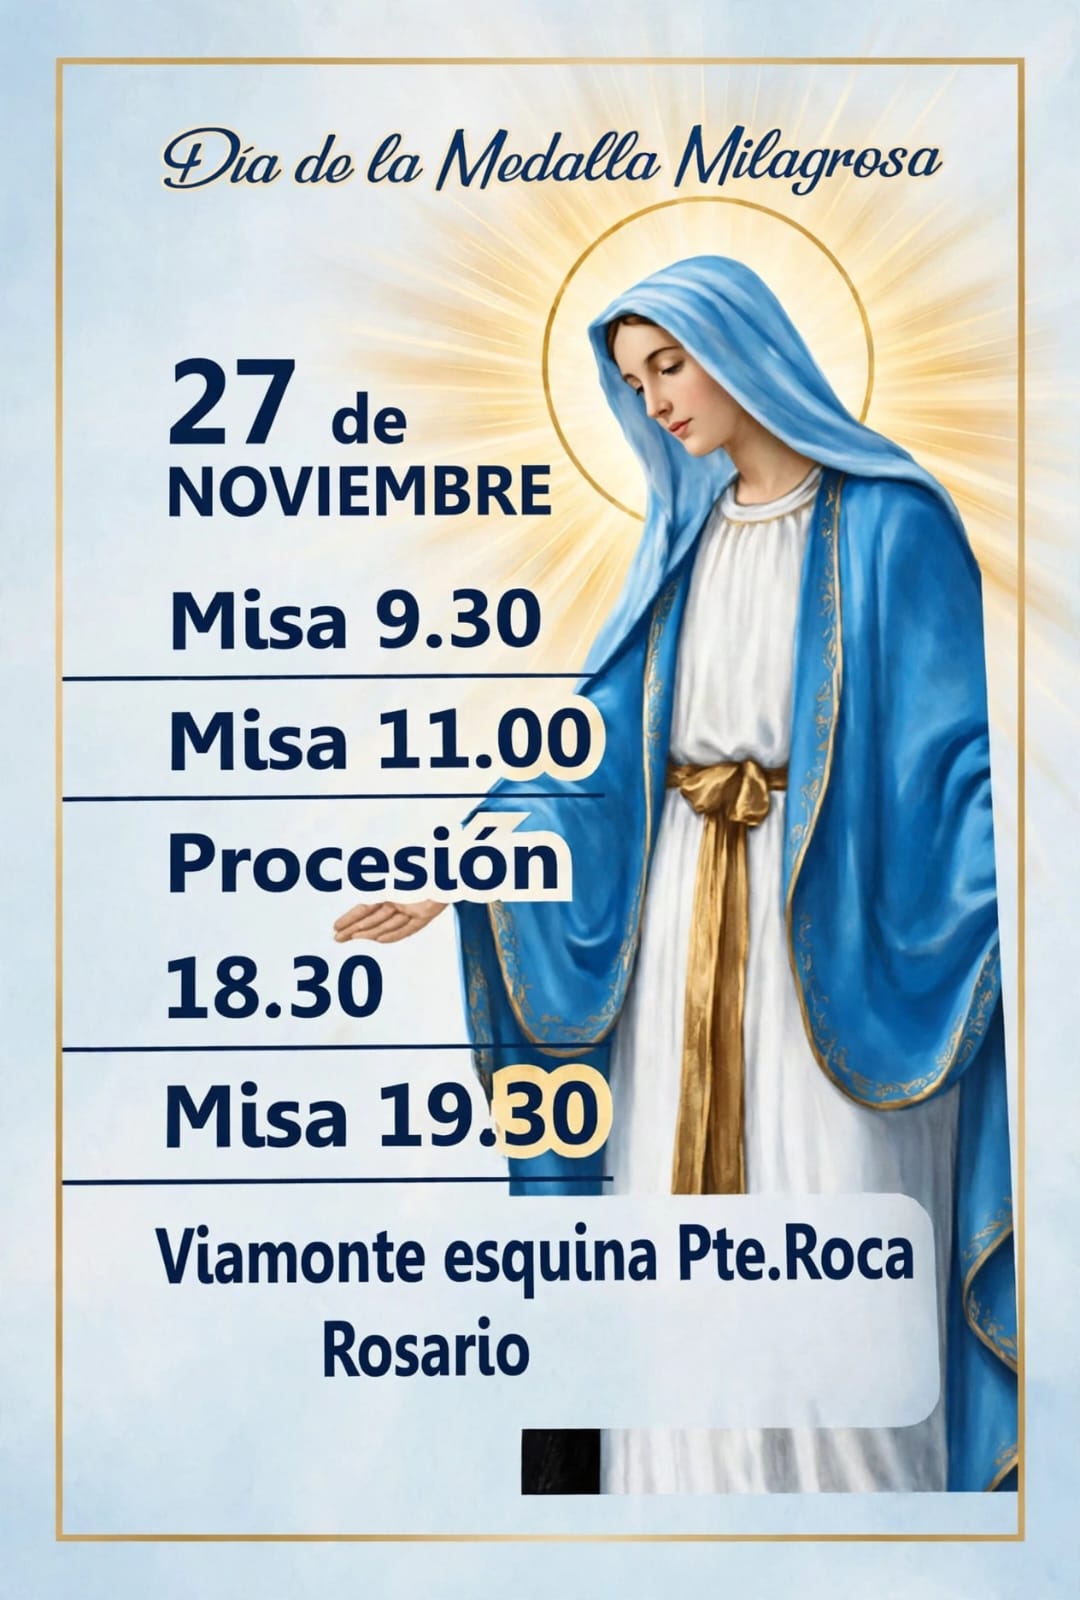 Día de la Medalla Milagrosa
27 de
NOVIEMBRE
Misa 9.30
Misa 11.00
Procesión
18.30
Misa 19.30
Viamonte esquina Pte.Roca
Rosario